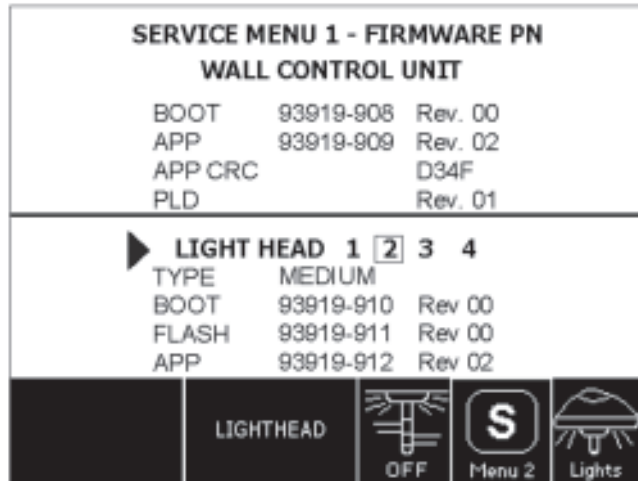 SERVICE MENU 1 - FIRMWARE PN
WALL CONTROL UNIT
BOOT 93919-908 Rev. 00
APP 93919-909 Rev. 02
APP CRC D34F
PLD Rev. 01
LIGHT HEAD 1 2 3 4
TYPE MEDIUM
BOOT 93919-910 Rev 00
FLASH 93919-911 Rev 00
APP 93919-912 Rev 02
LIGHTHEAD
OFF
S
Menu 2
Lights